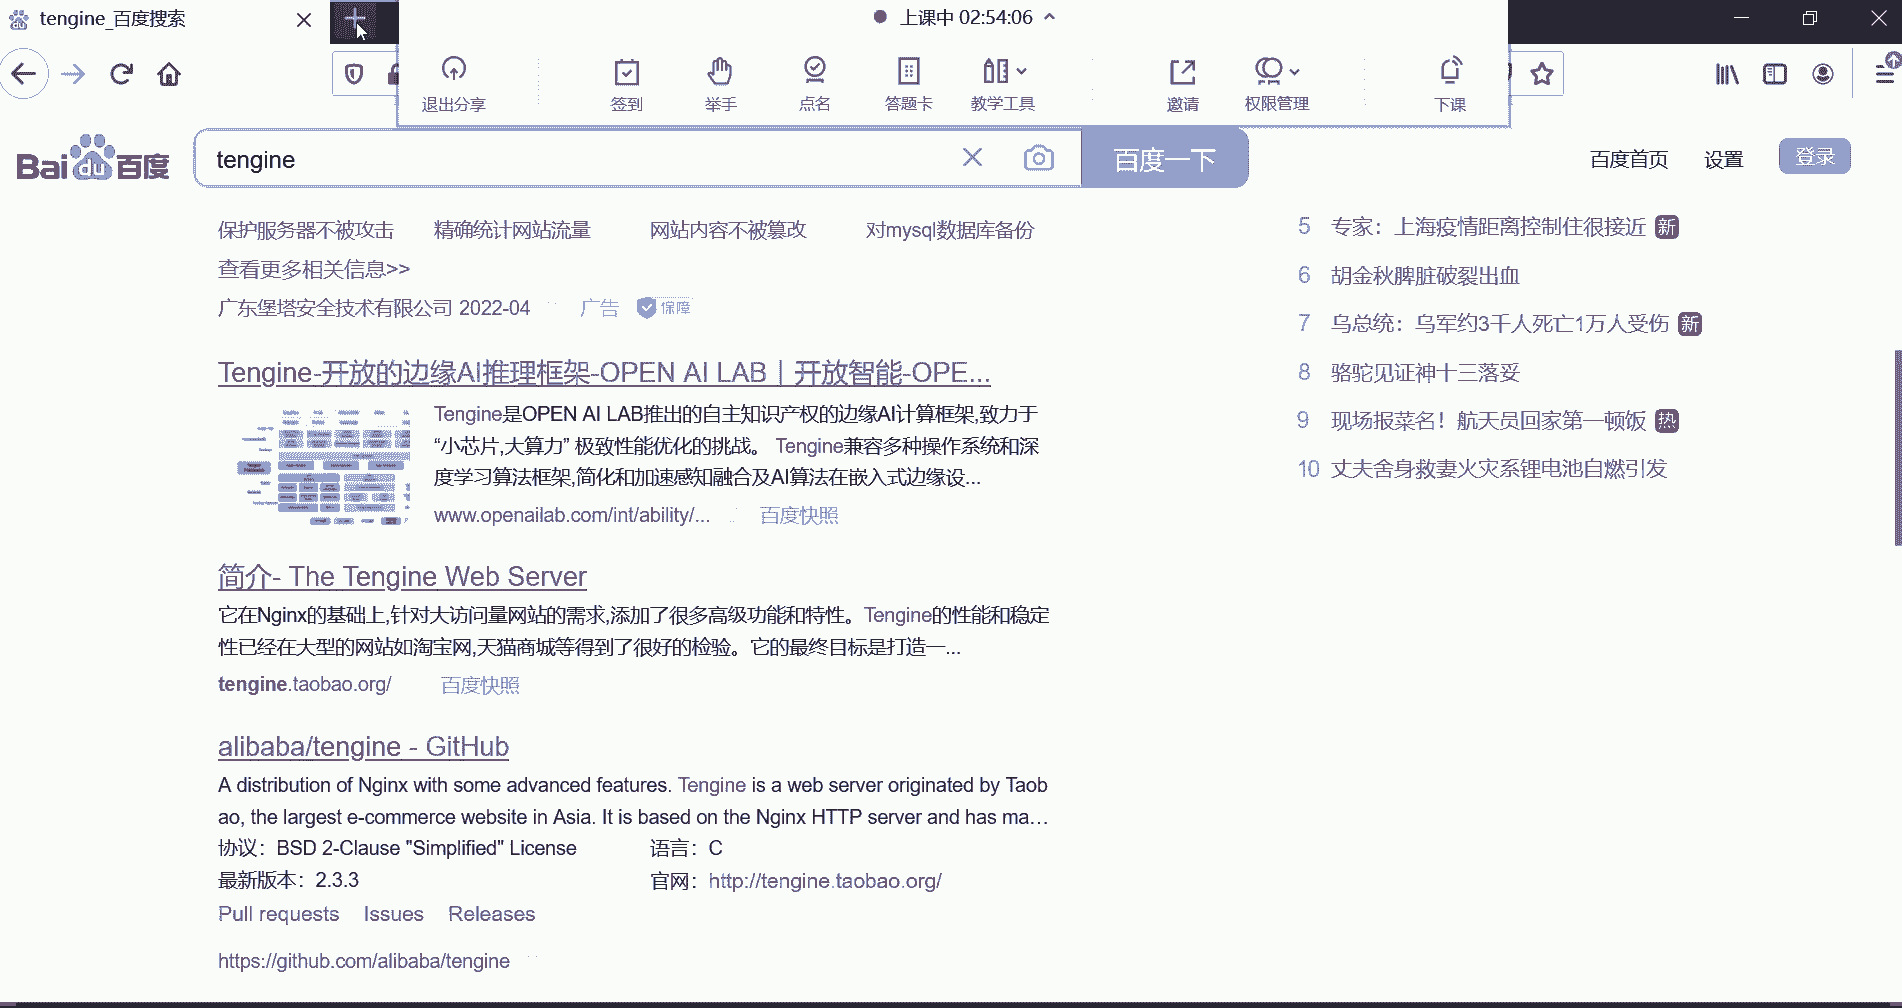 tengine_百度搜索
上课中 02:54:06
退出分享
签到
举手
点名
答题卡
教学工具
邀请
权限管理
下课
Bai du 百度
tengine
百度一下
百度首页
设置
登录
保护服务器不被攻击
精确统计网站流量
网站内容不被篡改
对mysql数据库备份
查看更多相关信息>>
广东堡塔安全技术有限公司 2022-04
广告
保障
Tengine-开放的边缘AI推理框架-OPEN AI LAB｜开放智能-OPE...
Tengine是OPEN AI LAB推出的自主知识产权的边缘AI计算框架,致力于
“小芯片,大算力” 极致性能优化的挑战。 Tengine兼容多种操作系统和深
度学习算法框架,简化和加速感知融合及AI算法在嵌入式边缘设...
www.openailab.com/int/ability/...
百度快照
简介- The Tengine Web Server
它在Nginx的基础上,针对大访问量网站的需求,添加了很多高级功能和特性。Tengine的性能和稳定
性已经在大型的网站如淘宝网,天猫商城等得到了很好的检验。它的最终目标是打造一...
tengine.taobao.org/
百度快照
alibaba/tengine - GitHub
A distribution of Nginx with some advanced features. Tengine is a web server originated by Taob
ao, the largest e-commerce website in Asia. It is based on the Nginx HTTP server and has ma...
协议：BSD 2-Clause "Simplified" License
语言：C
最新版本：2.3.3
官网：http://tengine.taobao.org/
Pull requests
Issues
Releases
https://github.com/alibaba/tengine
5 专家：上海疫情距离控制住很接近 新
6 胡金秋脾脏破裂出血
7 乌总统：乌军约3千人死亡1万人受伤 新
8 骆驼见证神十三落妥
9 现场报菜名！航天员回家第一顿饭 热
10 丈夫舍身救妻火灾系锂电池自燃引发